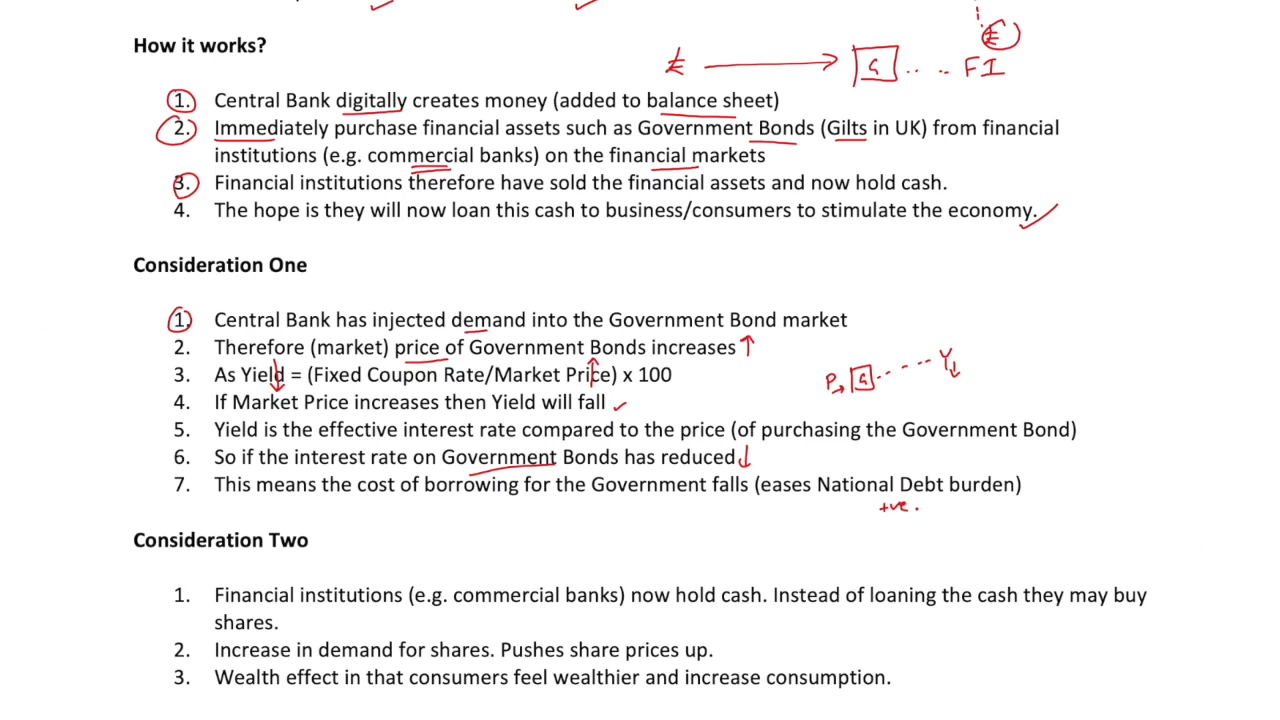 How it works?
£
£ → G .. .. FI
1. Central Bank digitally creates money (added to balance sheet)
2. Immediately purchase financial assets such as Government Bonds (Gilts in UK) from financial
institutions (e.g. commercial banks) on the financial markets
3. Financial institutions therefore have sold the financial assets and now hold cash.
4. The hope is they will now loan this cash to business/consumers to stimulate the economy.
Consideration One
1. Central Bank has injected demand into the Government Bond market
2. Therefore (market) price of Government Bonds increases ↑
3. As Yield = (Fixed Coupon Rate/Market Price) x 100
P G Y↓
4. If Market Price increases then Yield will fall
5. Yield is the effective interest rate compared to the price (of purchasing the Government Bond)
6. So if the interest rate on Government Bonds has reduced ↓
7. This means the cost of borrowing for the Government falls (eases National Debt burden)
+ve.
Consideration Two
1. Financial institutions (e.g. commercial banks) now hold cash. Instead of loaning the cash they may buy
shares.
2. Increase in demand for shares. Pushes share prices up.
3. Wealth effect in that consumers feel wealthier and increase consumption.